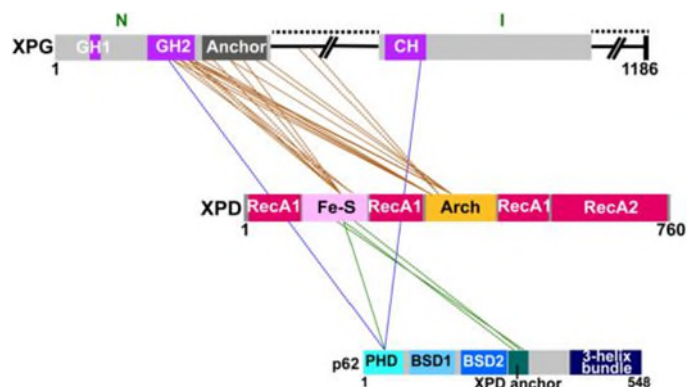 N I
XPG GH1 GH2 Anchor CH
1 1186
XPD RecA1 Fe-S RecA1 Arch RecA1 RecA2
1 760
p62 PHD BSD1 BSD2 3-helix bundle
1 XPD anchor 548